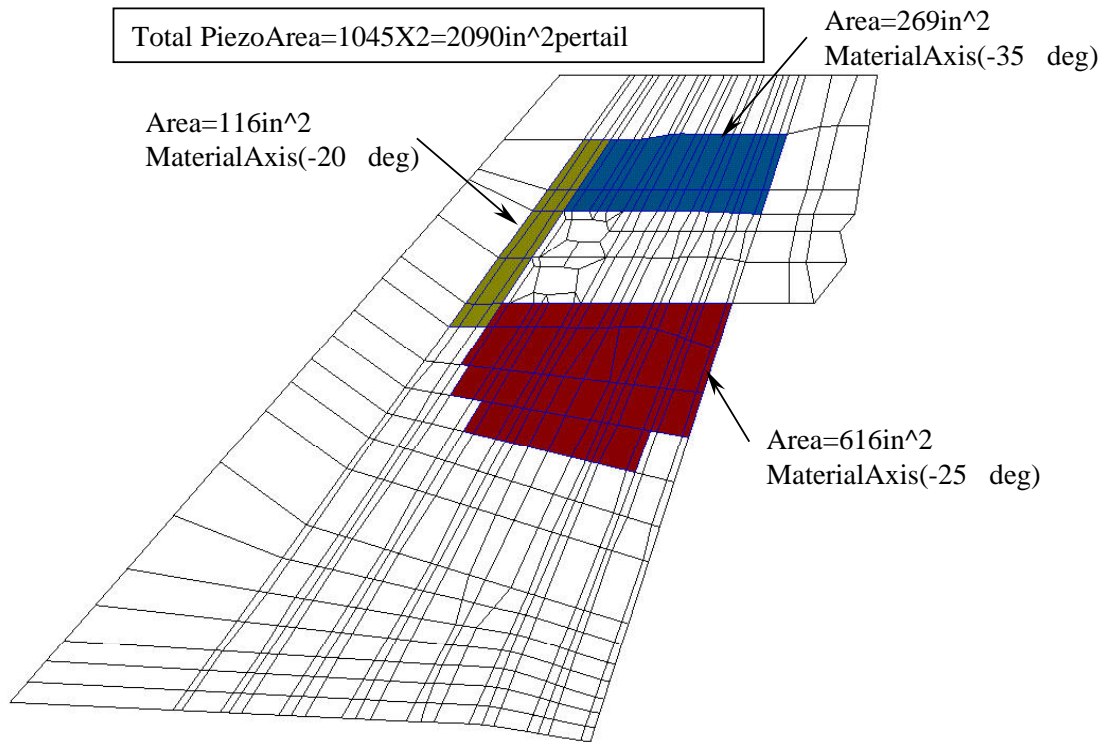 Total PiezoArea=1045X2=2090in^2pertail
Area=269in^2
MaterialAxis(-35 deg)
Area=116in^2
MaterialAxis(-20 deg)
Area=616in^2
MaterialAxis(-25 deg)